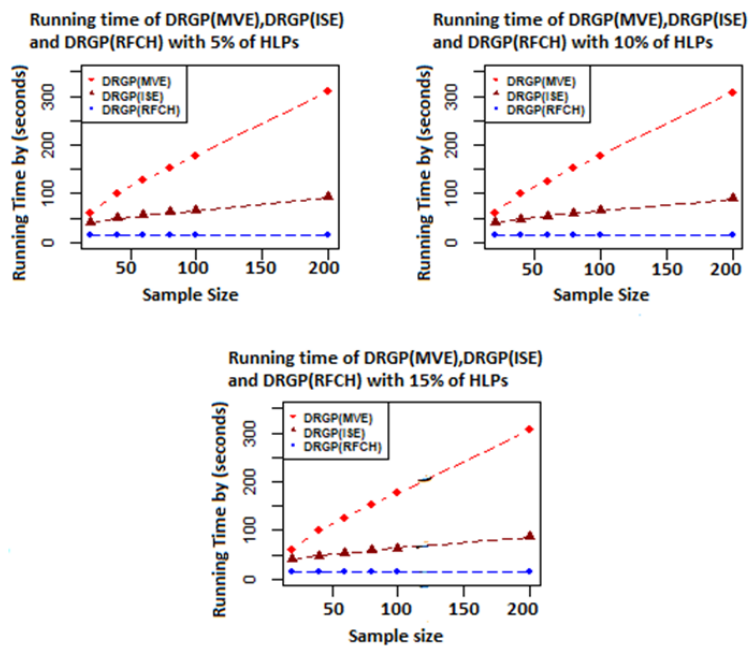 Running time of DRGP(MVE),DRGP(ISE)
and DRGP(RFCH) with 5% of HLPs
DRGP(MVE)
DRGP(ISE)
DRGP(RFCH)
Running Time by (seconds)
300
200
100
0
50
100
150
200
Sample Size
Running time of DRGP(MVE),DRGP(ISE)
and DRGP(RFCH) with 10% of HLPs
DRGP(MVE)
DRGP(ISE)
DRGP(RFCH)
Running Time by (seconds)
300
200
100
0
50
100
150
200
Sample Size
Running time of DRGP(MVE),DRGP(ISE)
and DRGP(RFCH) with 15% of HLPs
DRGP(MVE)
DRGP(ISE)
DRGP(RFCH)
Running Time by (seconds)
300
200
100
0
50
100
150
200
Sample size